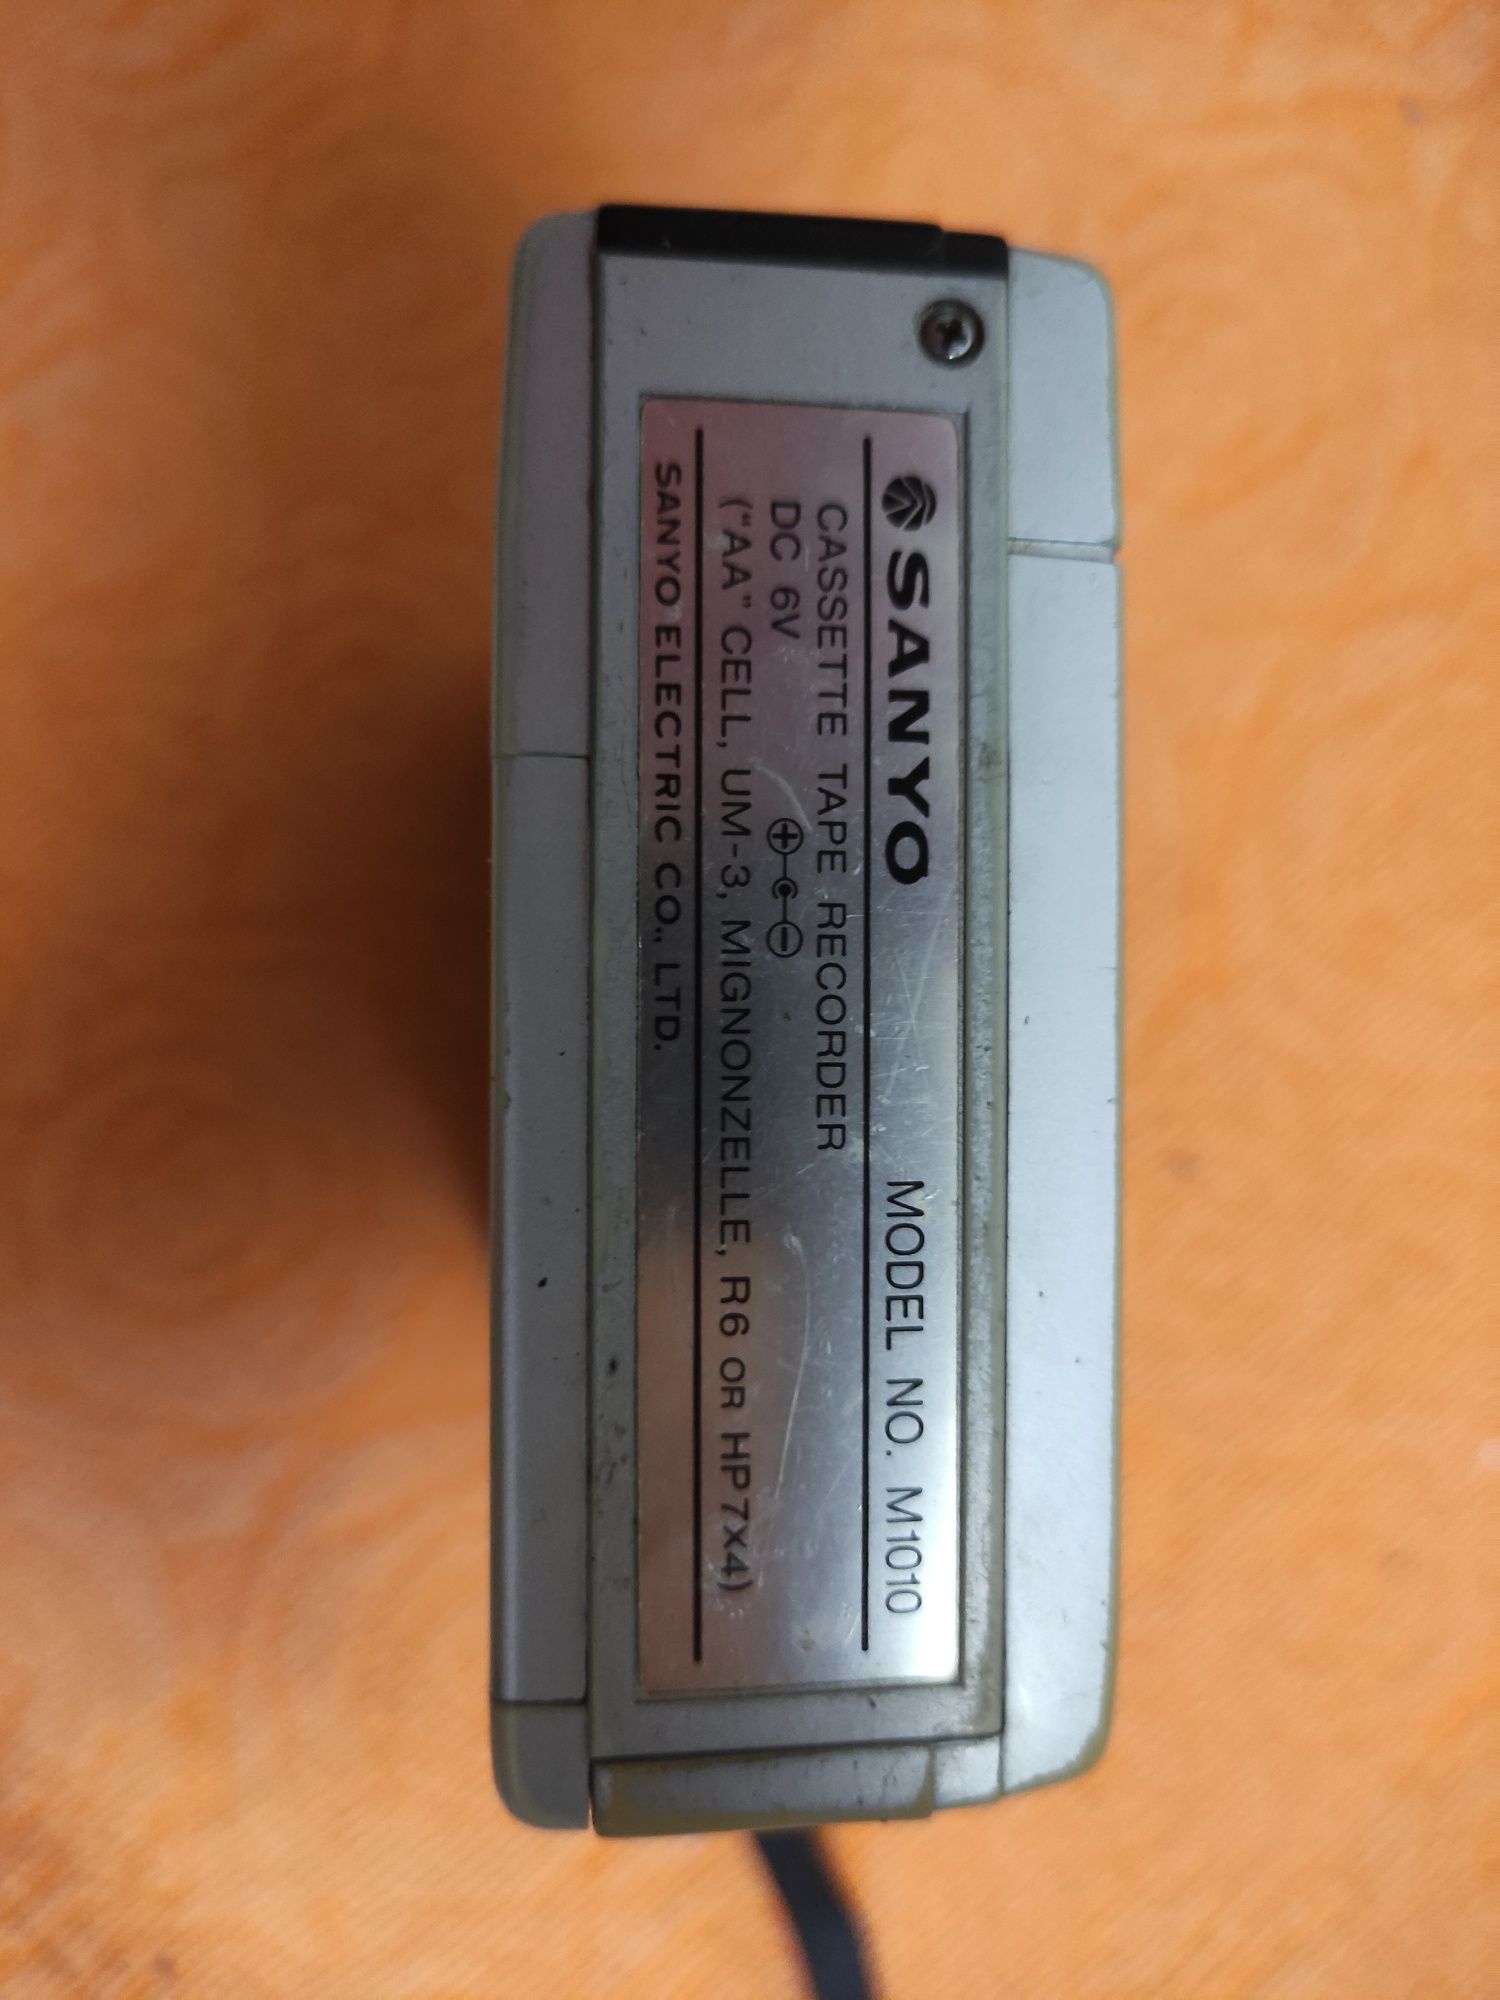 SANYO MODEL NO. M1010
CASSETTE TAPE RECORDER
DC 6V
("AA" CELL, UM-3, MIGNONZELLE, R6 OR HP7X4)
SANYO ELECTRIC CO., LTD.